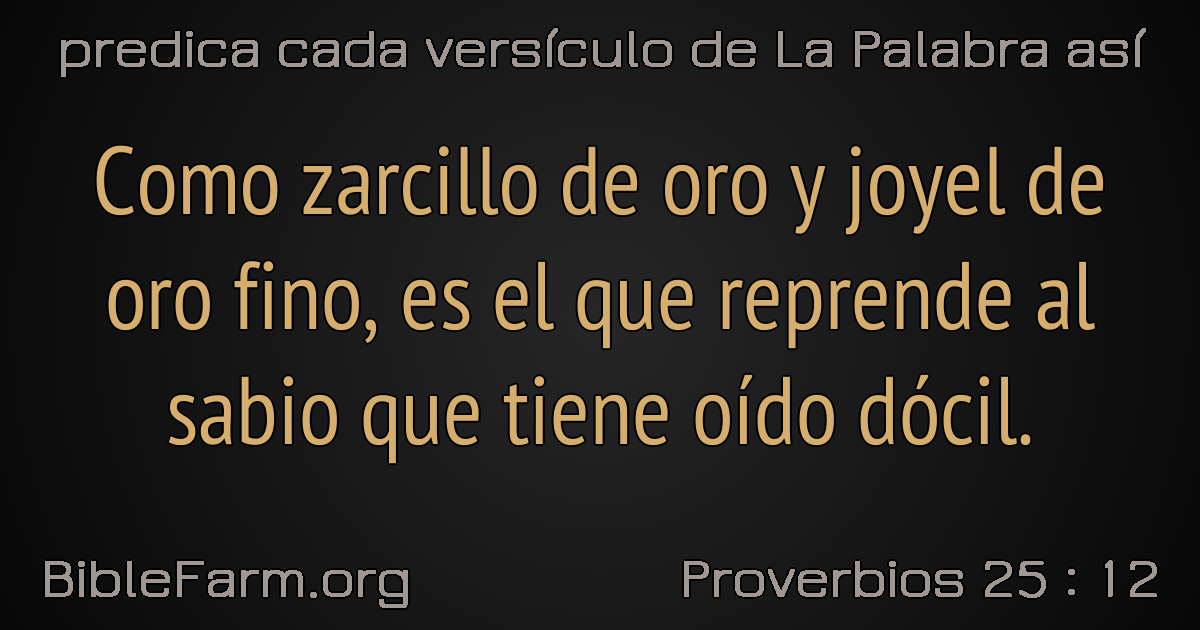 predica cada versículo de La Palabra así
Como zarcillo de oro y joyel de
oro fino, es el que reprende al
sabio que tiene oído dócil.
BibleFarm.org
Proverbios 25 : 12